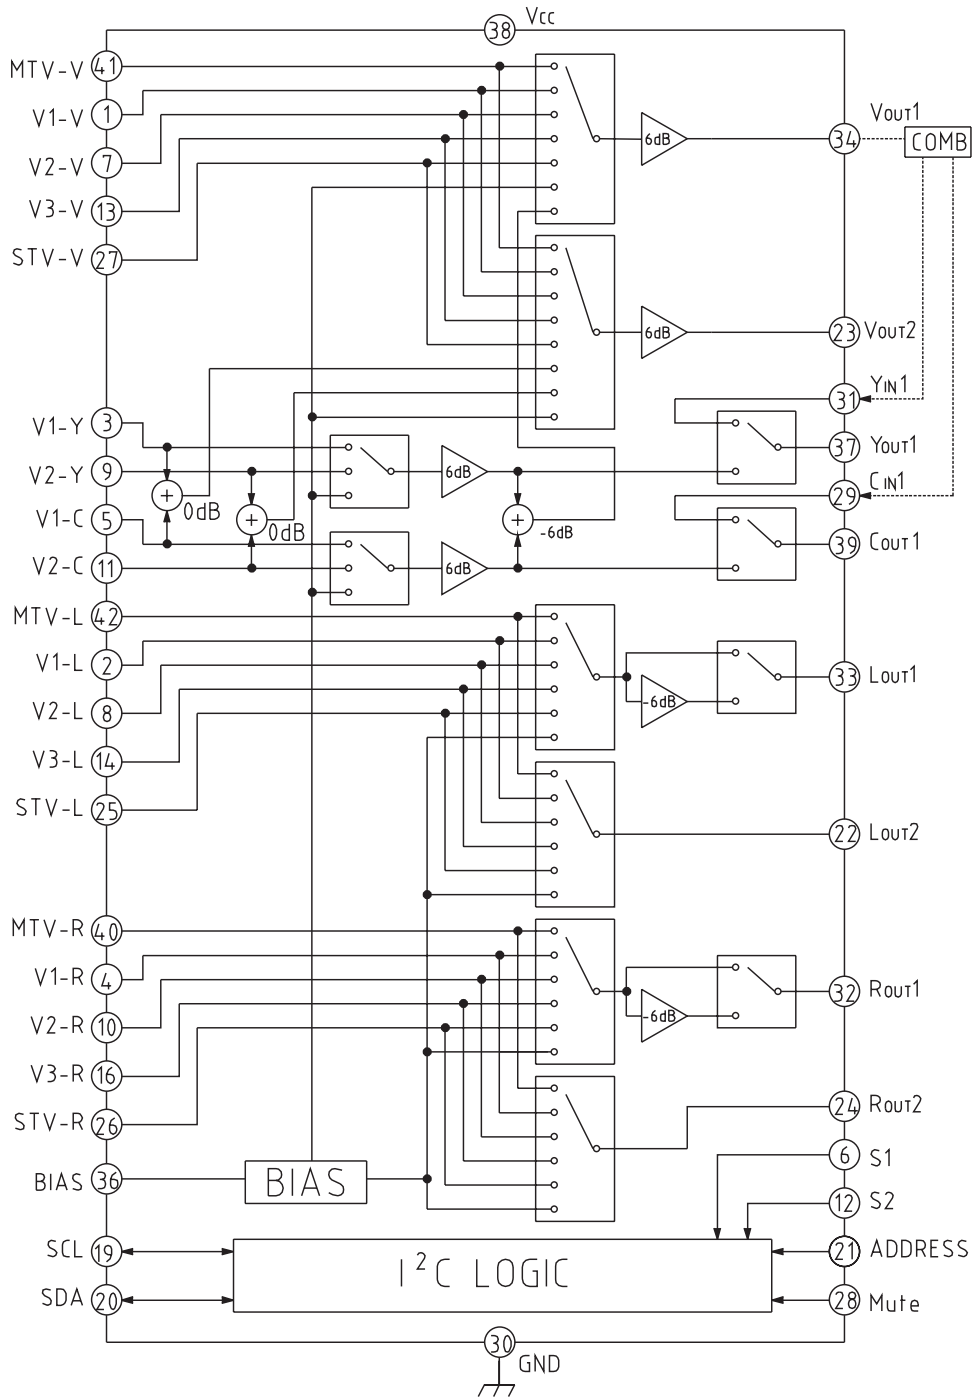 38 VCC
MTV-V 41
V1-V 1
V2-V 7
V3-V 13
STV-V 27
6dB
34 VOUT1
COMB
6dB
23 VOUT2
31 YIN1
V1-Y 3
V2-Y 9
0dB
0dB
6dB
37 YOUT1
29 CIN1
V1-C 5
V2-C 11
6dB
-6dB
39 COUT1
MTV-L 42
V1-L 2
V2-L 8
V3-L 14
STV-L 25
-6dB
33 LOUT1
22 LOUT2
MTV-R 40
V1-R 4
V2-R 10
V3-R 16
STV-R 26
-6dB
32 ROUT1
24 ROUT2
6 S1
12 S2
BIAS 36
BIAS
SCL 19
SDA 20
I²C LOGIC
21 ADDRESS
28 Mute
30 GND